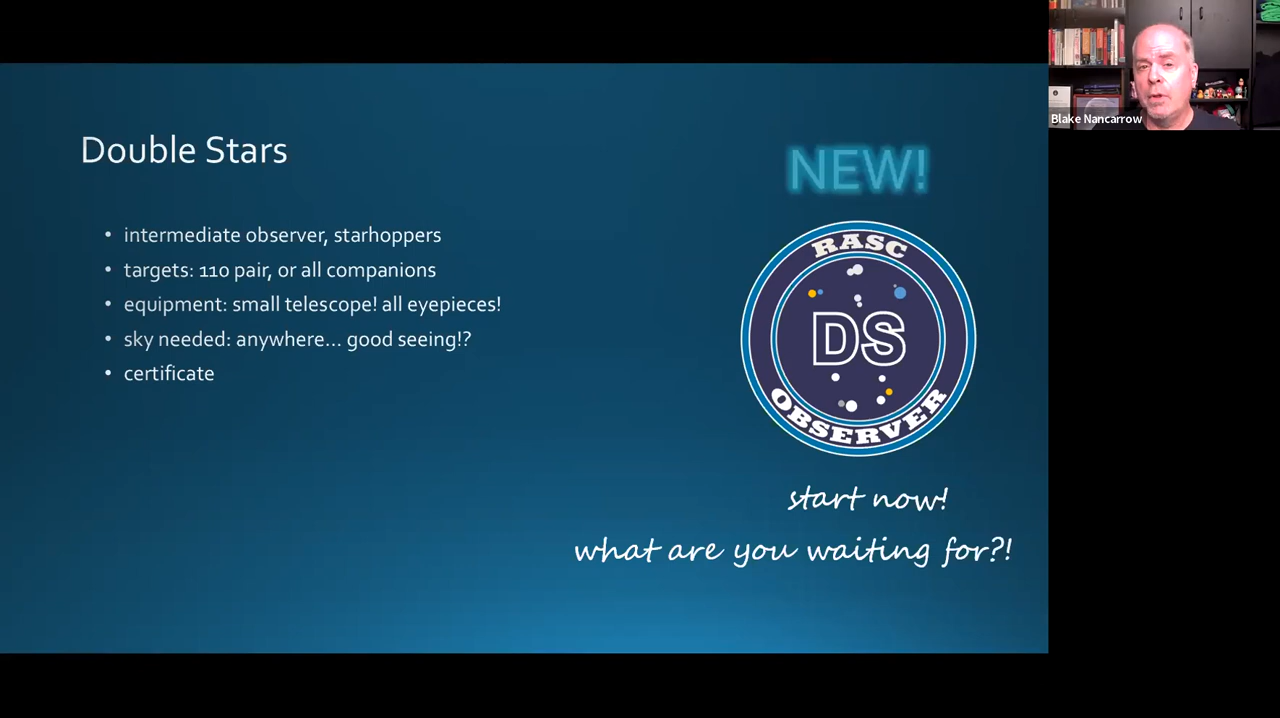 Double Stars
• intermediate observer, starhoppers
• targets: 110 pair, or all companions
• equipment: small telescope! all eyepieces!
• sky needed: anywhere... good seeing!?
• certificate
NEW!
RASC
DS
OBSERVER
start now!
what are you waiting for?!
Blake Nancarrow